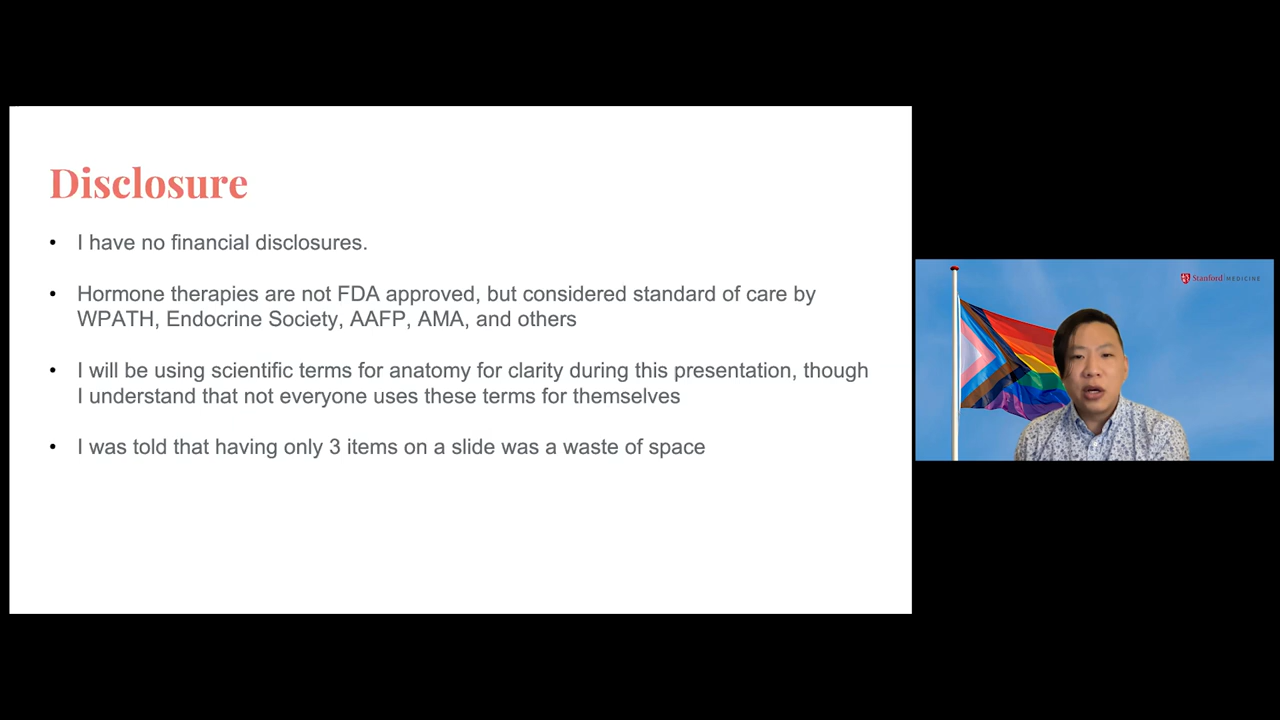 Disclosure
• I have no financial disclosures.
• Hormone therapies are not FDA approved, but considered standard of care by
WPATH, Endocrine Society, AAFP, AMA, and others
• I will be using scientific terms for anatomy for clarity during this presentation, though
I understand that not everyone uses these terms for themselves
• I was told that having only 3 items on a slide was a waste of space
Stanford MEDICINE